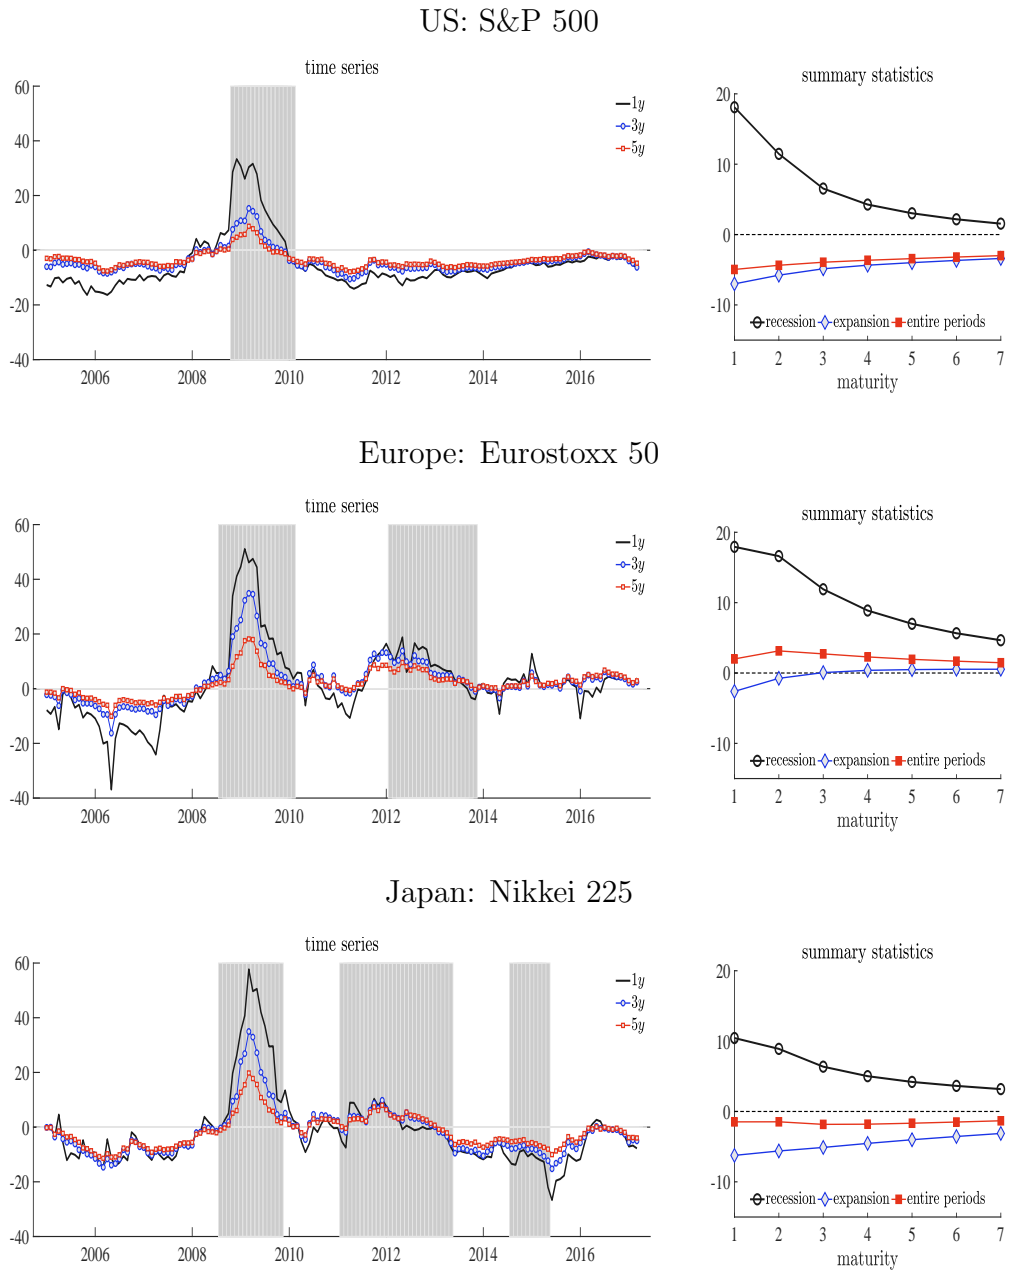 US: S&P 500
time series
60
40
20
0
-20
-40
2006 2008 2010 2012 2014 2016
1y
3y
5y
summary statistics
20
10
0
-10
recession expansion entire periods
1 2 3 4 5 6 7
maturity
Europe: Eurostoxx 50
time series
60
40
20
0
-20
-40
2006 2008 2010 2012 2014 2016
1y
3y
5y
summary statistics
20
10
0
-10
recession expansion entire periods
1 2 3 4 5 6 7
maturity
Japan: Nikkei 225
time series
60
40
20
0
-20
-40
2006 2008 2010 2012 2014 2016
1y
3y
5y
summary statistics
20
10
0
-10
recession expansion entire periods
1 2 3 4 5 6 7
maturity